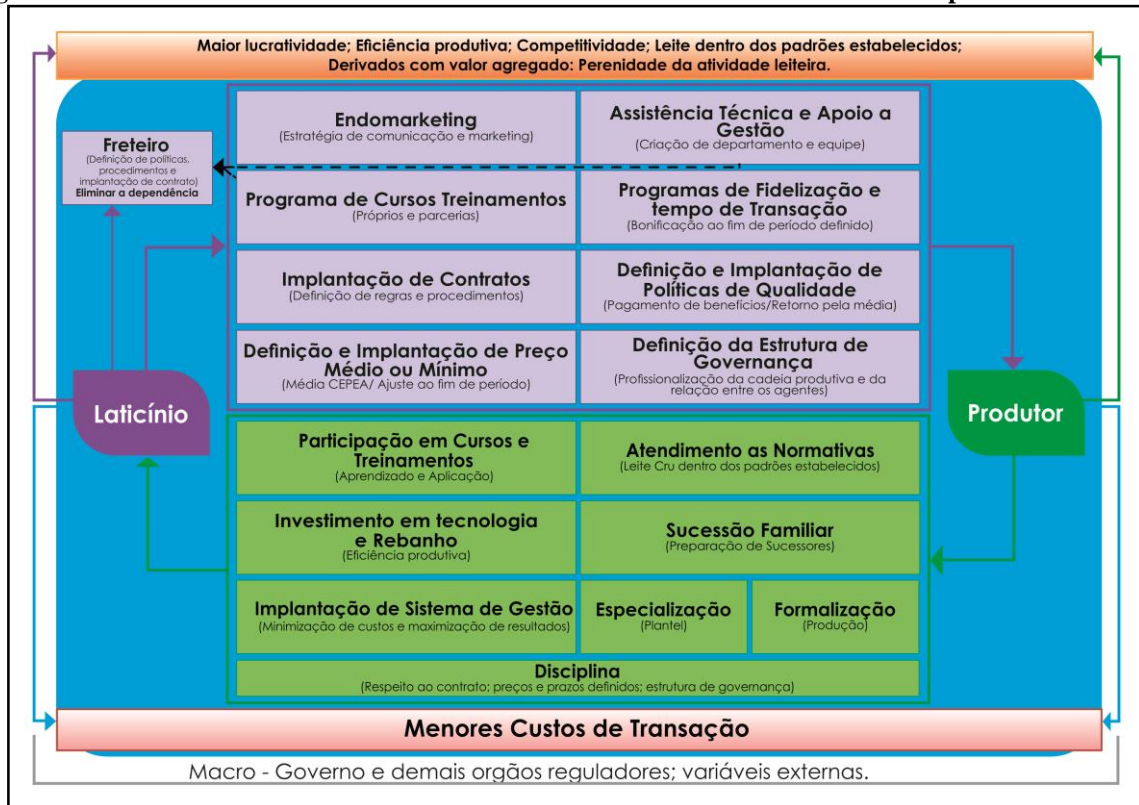 Maior lucratividade; Eficiência produtiva; Competitividade; Leite dentro dos padrões estabelecidos;
Derivados com valor agregado: Perenidade da atividade leiteira.
Freteiro
(Definição de políticas,
procedimentos e
implantação de contrato)
Eliminar a dependência
Endomarketing
(Estratégia de comunicação e marketing)
Assistência Técnica e Apoio a
Gestão
(Criação de departamento e equipe)
Programa de Cursos Treinamentos
(Próprios e parcerias)
Programas de Fidelização e
tempo de Transação
(Bonificação ao fim de período definido)
Implantação de Contratos
(Definição de regras e procedimentos)
Definição e Implantação de
Políticas de Qualidade
(Pagamento de benefícios/Retorno pela média)
Definição e Implantação de Preço
Médio ou Mínimo
(Média CEPEA/ Ajuste ao fim de período)
Definição da Estrutura de
Governança
(Profissionalização da cadeia produtiva e da
relação entre os agentes)
Laticínio
Produtor
Participação em Cursos e
Treinamentos
(Aprendizado e Aplicação)
Atendimento as Normativas
(Leite Cru dentro dos padrões estabelecidos)
Investimento em tecnologia
e Rebanho
(Eficiência produtiva)
Sucessão Familiar
(Preparação de Sucessores)
Implantação de Sistema de Gestão
(Minimização de custos e maximização de resultados)
Especialização
(Plantel)
Formalização
(Produção)
Disciplina
(Respeito ao contrato; preços e prazos definidos; estrutura de governança)
Menores Custos de Transação
Macro - Governo e demais orgãos reguladores; variáveis externas.